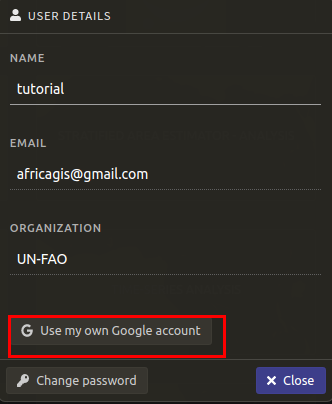 USER DETAILS
NAME
tutorial
EMAIL
africagis@gmail.com
ORGANIZATION
UN-FAO
G Use my own Google account
Change password
Close